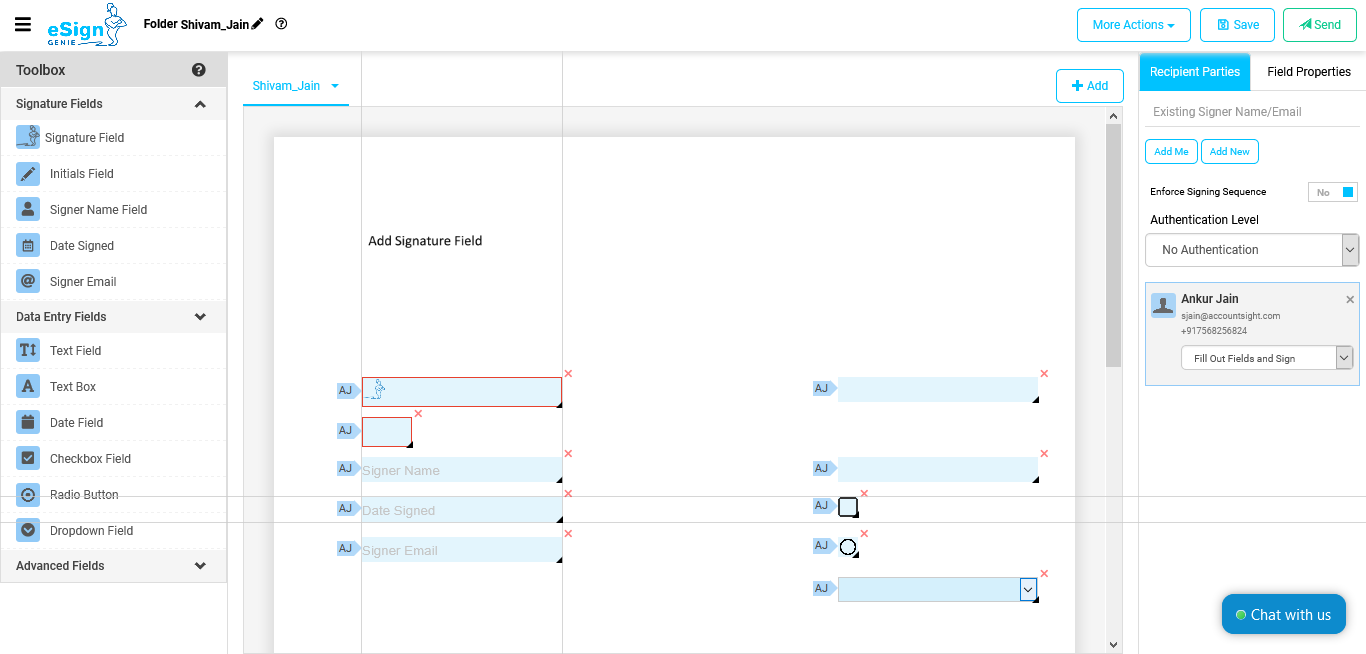 eSign
GENIE
Folder Shivam_Jain
More Actions
Save
Send
Toolbox
Signature Fields
Signature Field
Initials Field
Signer Name Field
Date Signed
Signer Email
Data Entry Fields
Text Field
Text Box
Date Field
Checkbox Field
Radio Button
Dropdown Field
Advanced Fields
Shivam_Jain
Add
Add Signature Field
AJ
AJ
AJ
AJ Signer Name
AJ
AJ Date Signed
AJ
AJ Signer Email
AJ
AJ
Recipient Parties
Field Properties
Existing Signer Name/Email
Add Me
Add New
Enforce Signing Sequence
No
Authentication Level
No Authentication
Ankur Jain
sjain@accountsight.com
+917568256824
Fill Out Fields and Sign
Chat with us